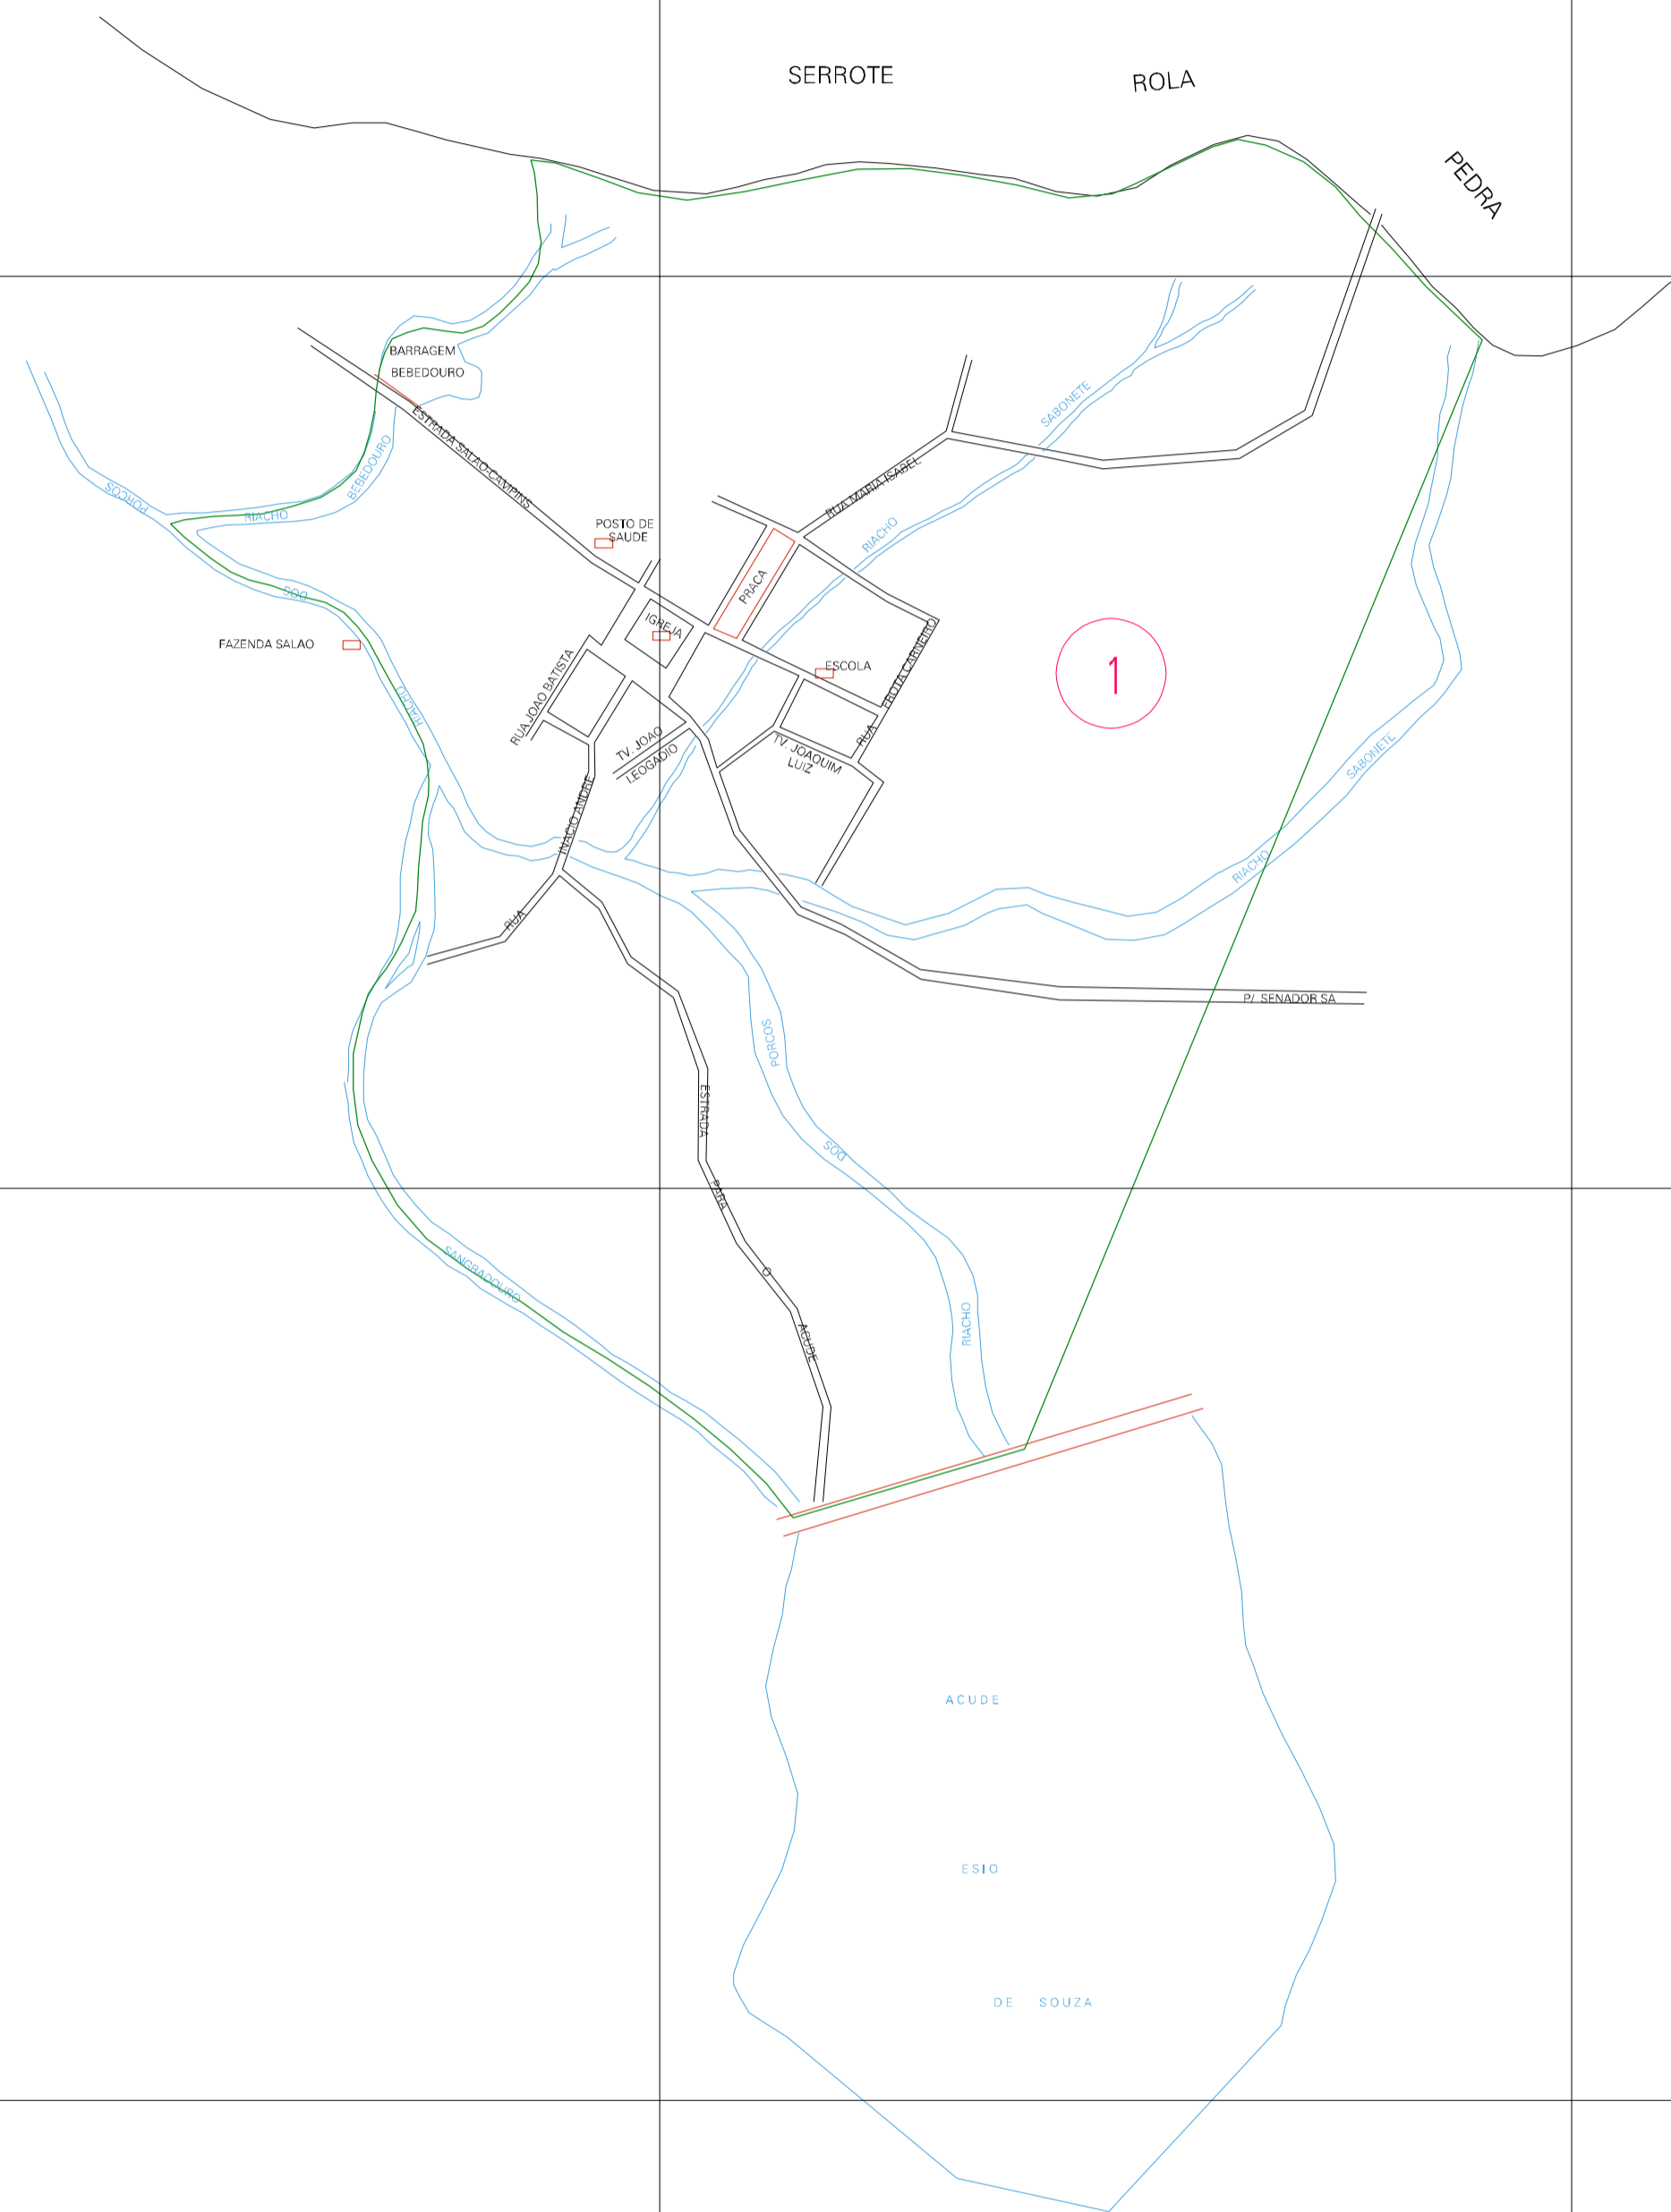 SERROTE ROLA PEDRA
BARRAGEM
BEBEDOURO
ESTRADA SALAO-CAMPINS
SABONETE
RIACHO
RUA MARIA ISABEL
PORCOS
DOS
RIACHO
BEBEDOURO
RIACHO
POSTO DE
SAUDE
PRACA
IGREJA
FAZENDA SALAO
ESCOLA
RUA FROTA CARNEIRO
RUA JOAO BATISTA
TV. JOAO
LEOGADIO
TV. JOAQUIM
LUIZ
1
SABONETE
RIACHO
RUA INACIO ANDRE
P/ SENADOR SA
PORCOS
DOS
RIACHO
ESTRADA PARA O ACUDE
SANGRADOURO
ACUDE
ESIO
DE SOUZA